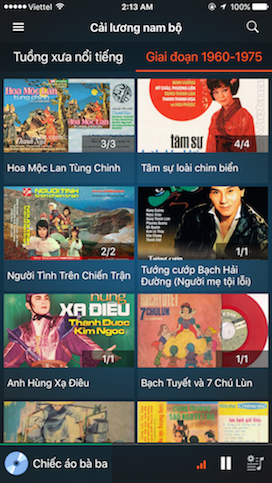 Viettel
2:13 AM
100%
Cải lương nam bộ
Tuồng xưa nổi tiếng
Giai đoạn 1960-1975
Hoa Mộc Lan
tùng chinh
3/3
tâm sự
4/4
Hoa Mộc Lan Tùng Chinh
Tâm sự loài chim biển
NGƯỜI TÌNH
2/2
1/1
Người Tình Trên Chiến Trận
Tướng cướp Bạch Hải
Đường (Người mẹ tội lỗi)
hùng
XẠ ĐIÊU
Thành Được
Kim Ngọc
1/1
BẠCH TUYẾT
7 CHÚ LÙN
1/1
Anh Hùng Xạ Điêu
Bạch Tuyết và 7 Chú Lùn
Chiếc áo bà ba